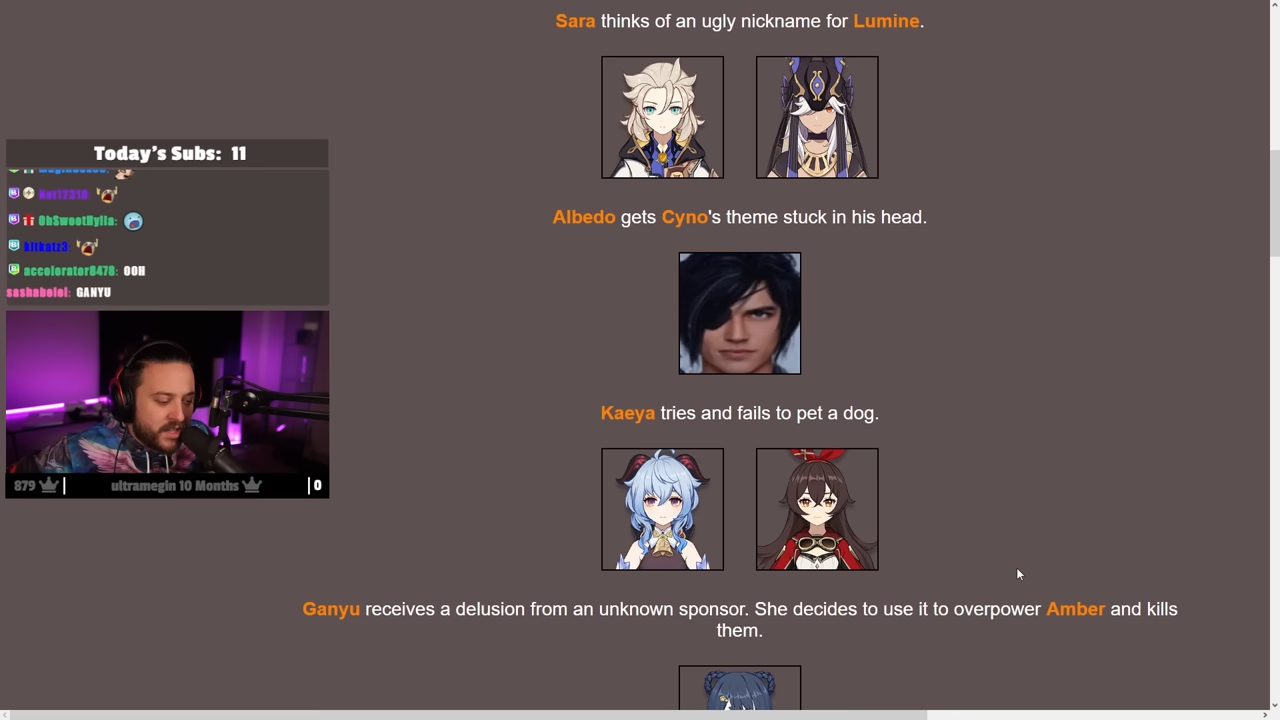 Sara thinks of an ugly nickname for Lumine.
Today's Subs: 11
OhSweetHylia:
kitkatz3:
accelerator8478: OOH
sashabolol: GANYU
Albedo gets Cyno's theme stuck in his head.
Kaeya tries and fails to pet a dog.
879
ultramegin 10 Months
0
Ganyu receives a delusion from an unknown sponsor. She decides to use it to overpower Amber and kills
them.